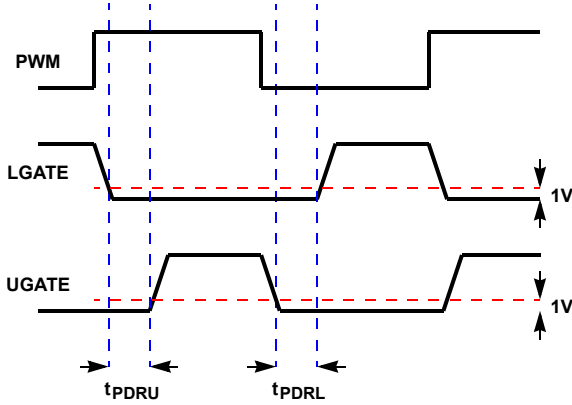 PWM
LGATE
1V
UGATE
1V
tPDRU
tPDRL